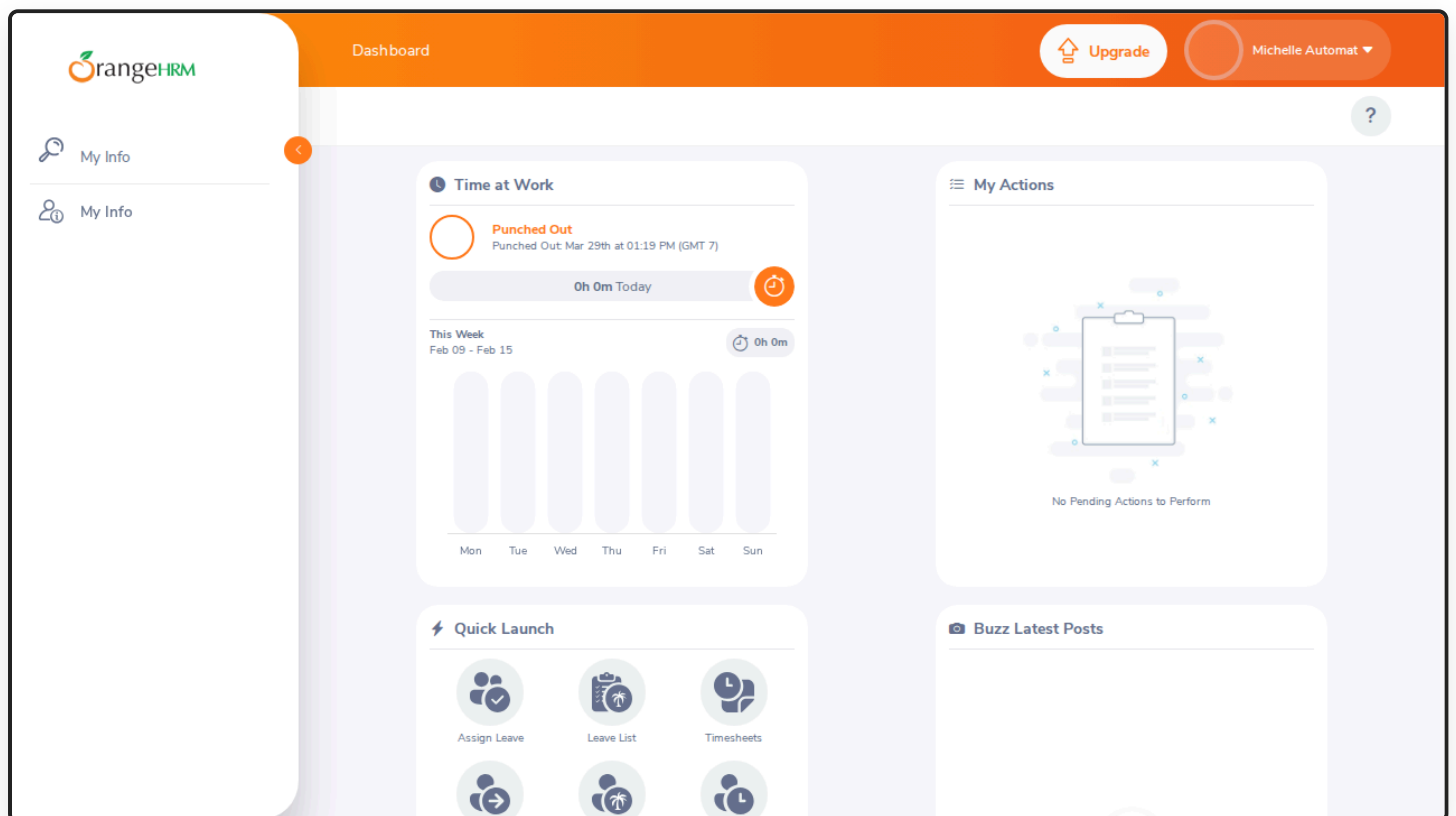 OrangeHRM
Dashboard
Upgrade
Michelle Automat
?
My Info
My Info
Time at Work
Punched Out
Punched Out: Mar 29th at 01:19 PM (GMT 7)
0h 0m Today
This Week
Feb 09 - Feb 15
0h 0m
Mon Tue Wed Thu Fri Sat Sun
My Actions
No Pending Actions to Perform
Quick Launch
Assign Leave Leave List Timesheets
Buzz Latest Posts